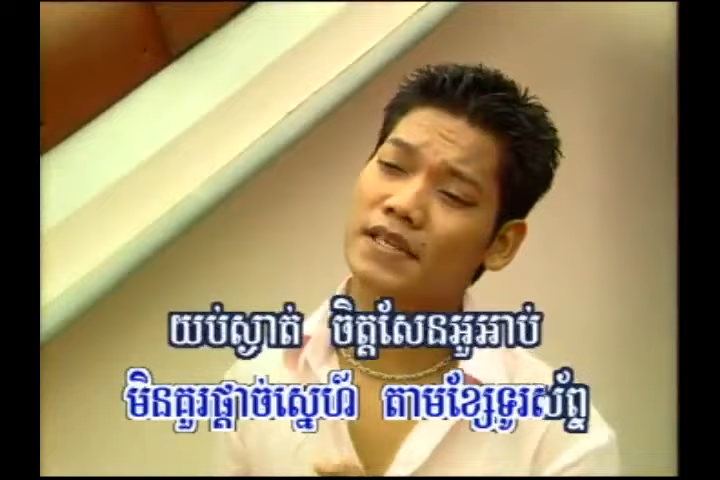 យប់ស្ងាត់ ចិត្តសែនអួអាប់
មិនគួរផ្ដាច់ស្នេហ៍ តាមខ្សែទូរស័ព្ទ